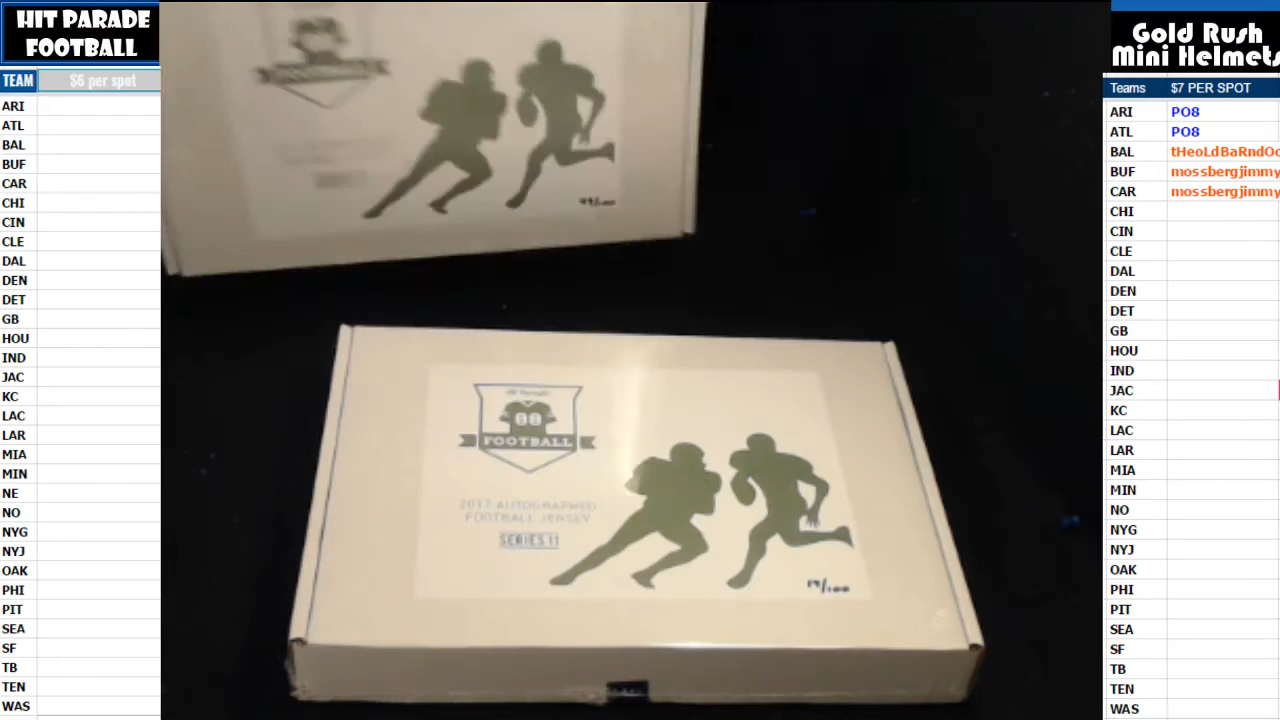 HIT PARADE
FOOTBALL
TEAM $6 per spot
ARI
ATL
BAL
BUF
CAR
CHI
CIN
CLE
DAL
DEN
DET
GB
HOU
IND
JAC
KC
LAC
LAR
MIA
MIN
NE
NO
NYG
NYJ
OAK
PHI
PIT
SEA
SF
TB
TEN
WAS
FOOTBALL
2017 AUTOGRAPHED
FOOTBALL JERSEY
SERIES 11
88
Gold Rush
Mini Helmets
Teams $7 PER SPOT
ARI PO8
ATL PO8
BAL tHeoLdBaRndOo
BUF mossbergjimmy
CAR mossbergjimmy
CHI
CIN
CLE
DAL
DEN
DET
GB
HOU
IND
JAC
KC
LAC
LAR
MIA
MIN
NO
NYG
NYJ
OAK
PHI
PIT
SEA
SF
TB
TEN
WAS